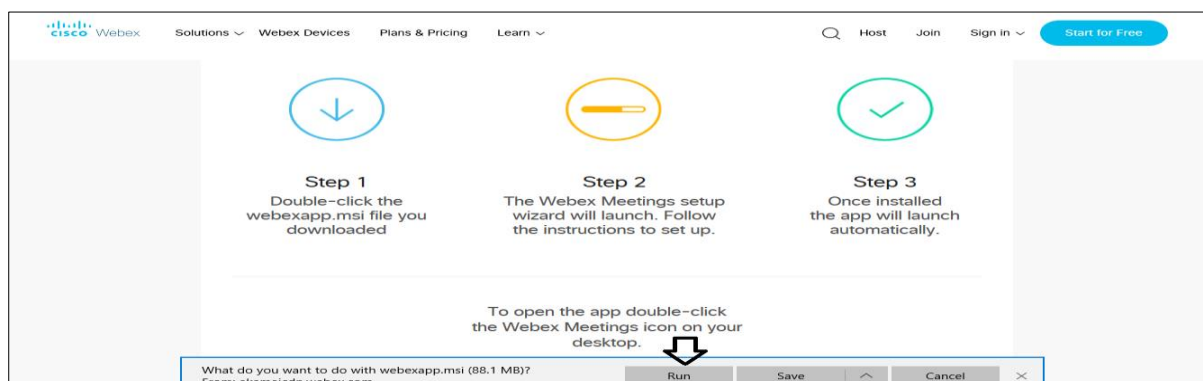 CISCO Webex Solutions Webex Devices Plans & Pricing Learn Host Join Sign in Start for Free
Step 1
Double-click the
webexapp.msi file you
downloaded
Step 2
The Webex Meetings setup
wizard will launch. Follow
the instructions to set up.
Step 3
Once installed
the app will launch
automatically.
To open the app double-click
the Webex Meetings icon on your
desktop.
What do you want to do with webexapp.msi (88.1 MB)?
Run Save Cancel